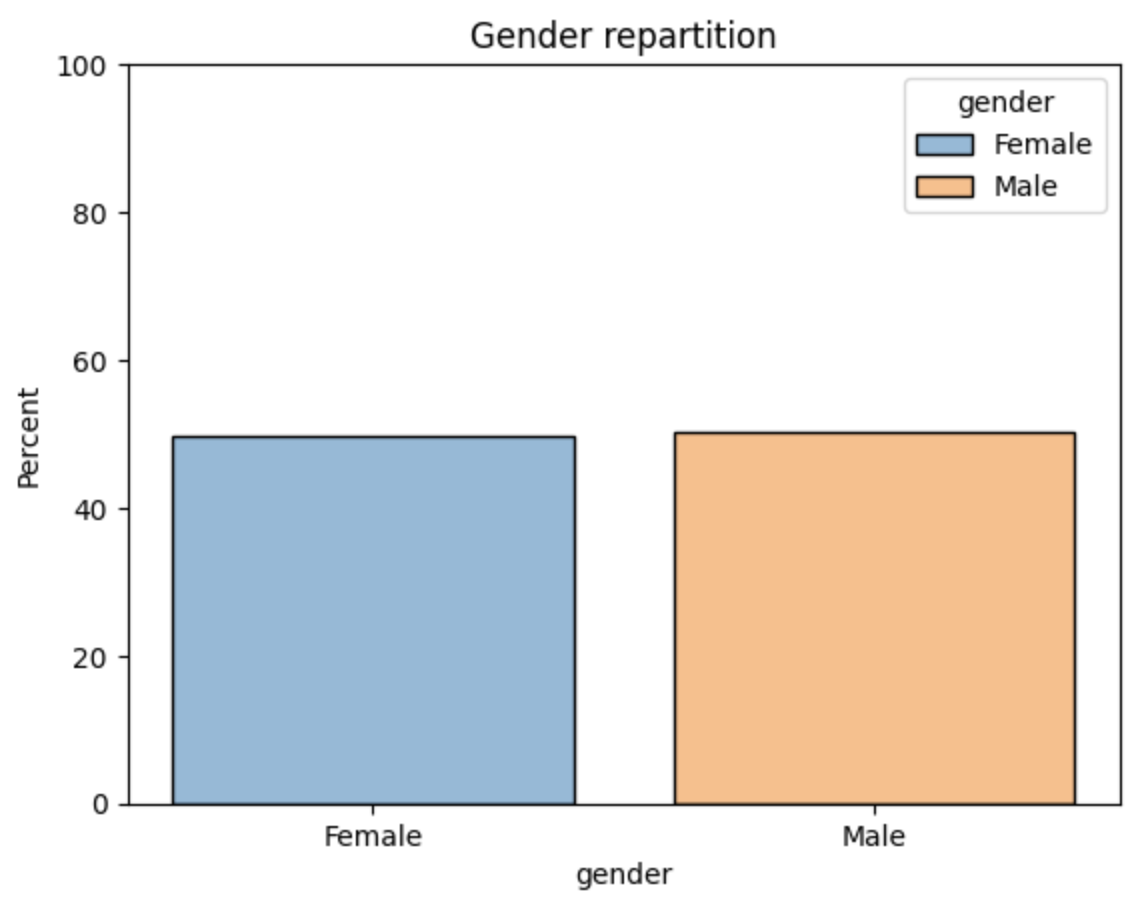 Gender repartition
100
80
60
40
20
0
Percent
gender
Female
Male
Female
Male
gender